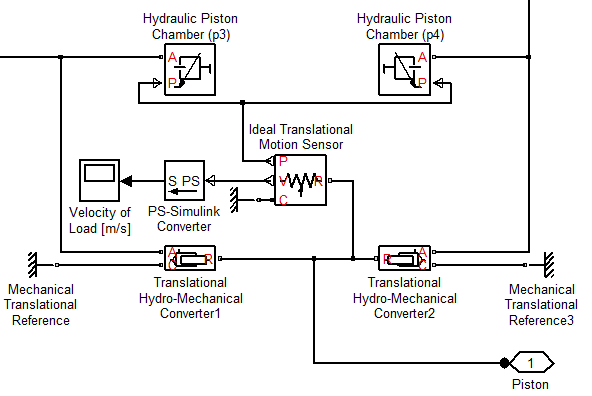 Hydraulic Piston
Chamber (p3)
Hydraulic Piston
Chamber (p4)
A
P
A
P
Ideal Translational
Motion Sensor
P
V
R
C
S PS
Velocity of
Load [m/s]
PS-Simulink
Converter
A
C
R
R
A
C
Mechanical
Translational
Reference
Translational
Hydro-Mechanical
Converter1
Translational
Hydro-Mechanical
Converter2
Mechanical
Translational
Reference3
1
Piston